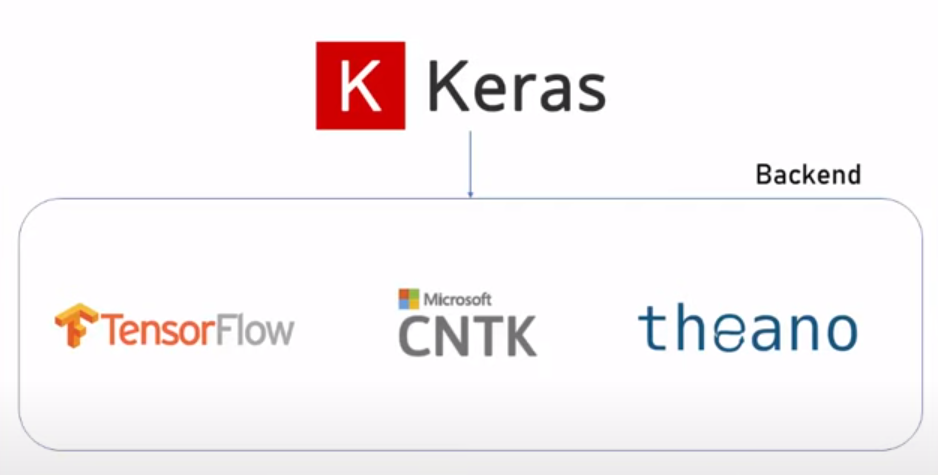 K Keras
Backend
TensorFlow
Microsoft
CNTK
theano